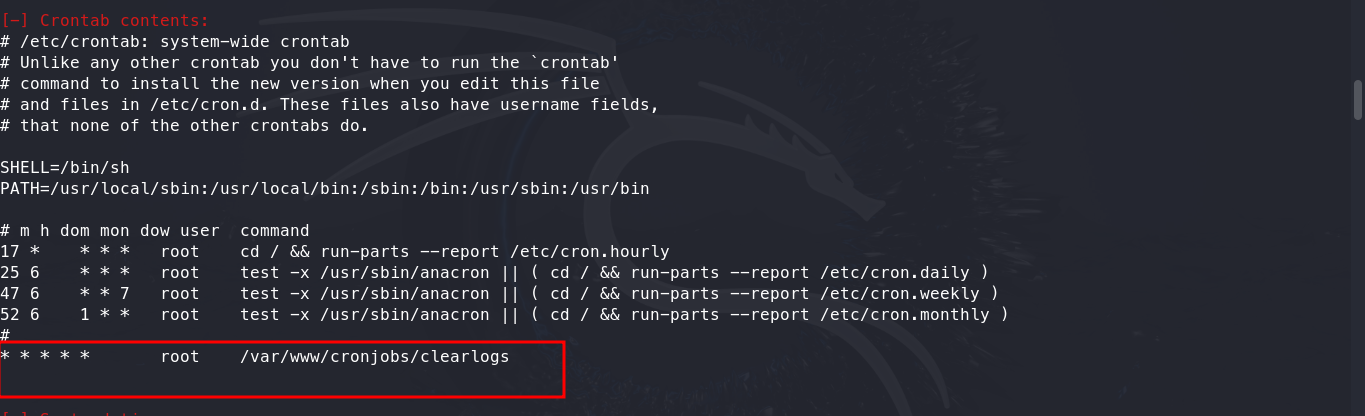 [-] Crontab contents:
# /etc/crontab: system-wide crontab
# Unlike any other crontab you don't have to run the `crontab'
# command to install the new version when you edit this file
# and files in /etc/cron.d. These files also have username fields,
# that none of the other crontabs do.
SHELL=/bin/sh
PATH=/usr/local/sbin:/usr/local/bin:/sbin:/bin:/usr/sbin:/usr/bin
# m h dom mon dow user  command
17 *    * * *   root    cd / && run-parts --report /etc/cron.hourly
25 6    * * *   root    test -x /usr/sbin/anacron || ( cd / && run-parts --report /etc/cron.daily )
47 6    * * 7   root    test -x /usr/sbin/anacron || ( cd / && run-parts --report /etc/cron.weekly )
52 6    1 * *   root    test -x /usr/sbin/anacron || ( cd / && run-parts --report /etc/cron.monthly )
#
* * * * *       root    /var/www/cronjobs/clearlogs